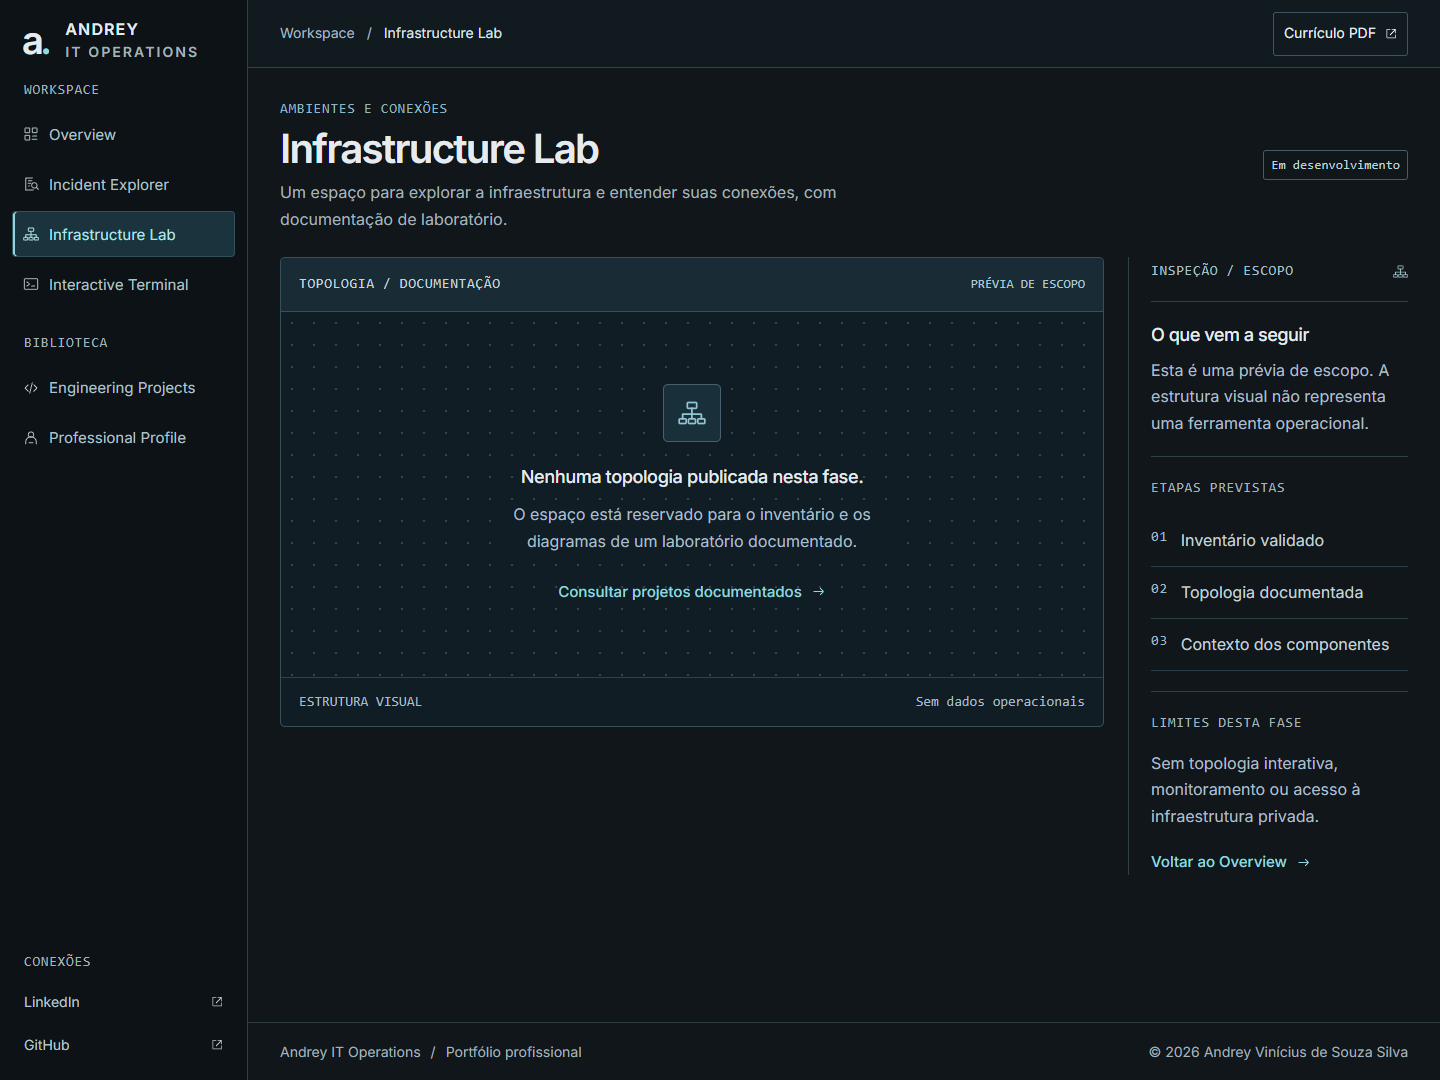 a.
ANDREY
IT OPERATIONS
WORKSPACE
Overview
Incident Explorer
Infrastructure Lab
Interactive Terminal
BIBLIOTECA
Engineering Projects
Professional Profile
CONEXÕES
LinkedIn
GitHub
Workspace / Infrastructure Lab
Currículo PDF
AMBIENTES E CONEXÕES
Infrastructure Lab
Um espaço para explorar a infraestrutura e entender suas conexões, com
documentação de laboratório.
Em desenvolvimento
TOPOLOGIA / DOCUMENTAÇÃO
PRÉVIA DE ESCOPO
Nenhuma topologia publicada nesta fase.
O espaço está reservado para o inventário e os
diagramas de um laboratório documentado.
Consultar projetos documentados →
ESTRUTURA VISUAL
Sem dados operacionais
INSPEÇÃO / ESCOPO
O que vem a seguir
Esta é uma prévia de escopo. A
estrutura visual não representa
uma ferramenta operacional.
ETAPAS PREVISTAS
01 Inventário validado
02 Topologia documentada
03 Contexto dos componentes
LIMITES DESTA FASE
Sem topologia interativa,
monitoramento ou acesso à
infraestrutura privada.
Voltar ao Overview →
Andrey IT Operations / Portfólio profissional
© 2026 Andrey Vinícius de Souza Silva